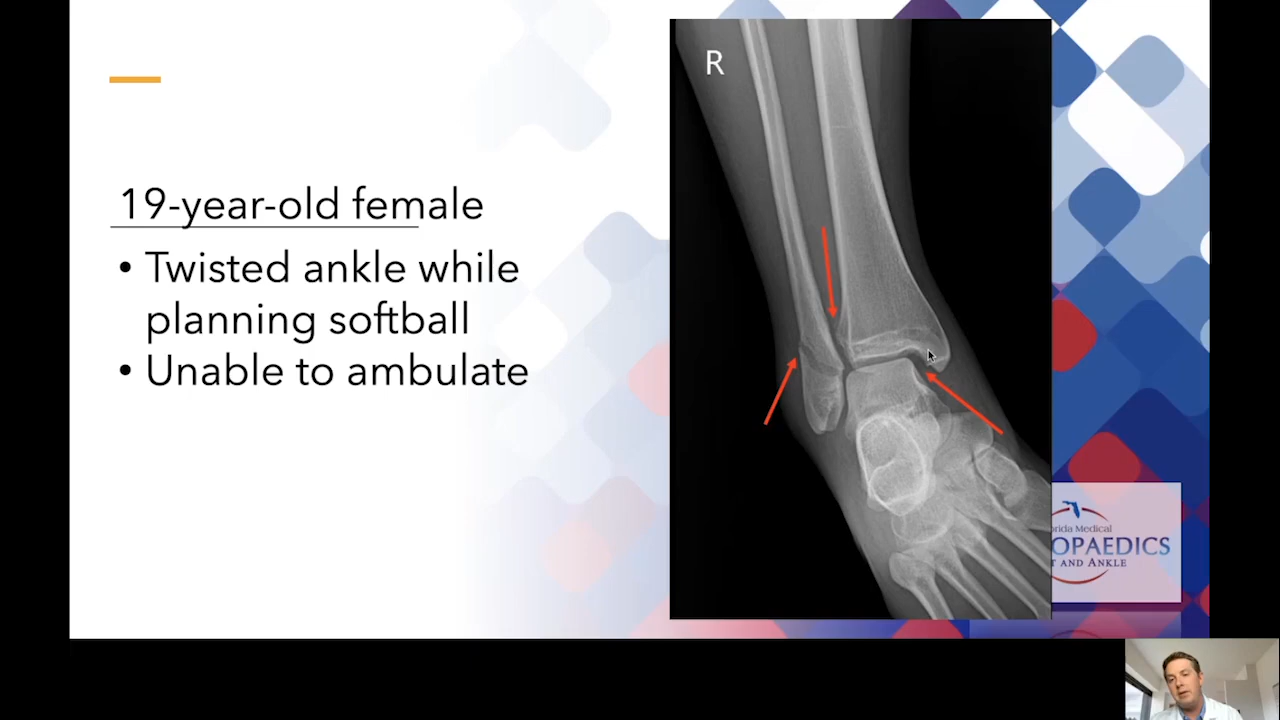 R
19-year-old female
• Twisted ankle while
planning softball
• Unable to ambulate
rida Medical
OPAEDICS
T AND ANKLE